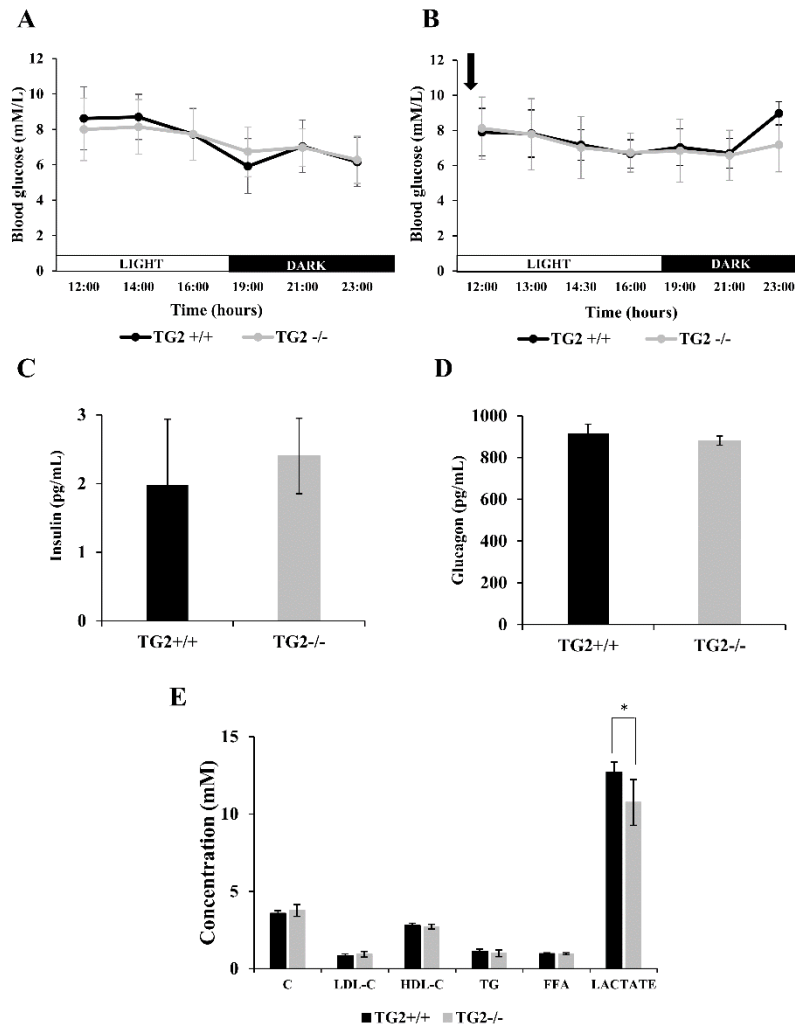 A
Blood glucose (mM/L)
12
10
8
6
4
2
0
LIGHT DARK
12:00 14:00 16:00 19:00 21:00 23:00
Time (hours)
TG2 +/+ TG2 -/-
B
Blood glucose (mM/L)
12
10
8
6
4
2
0
LIGHT DARK
12:00 13:00 14:30 16:00 19:00 21:00 23:00
Time (hours)
TG2 +/+ TG2 -/-
C
Insulin (pg/mL)
3
2
1
0
TG2+/+ TG2-/-
D
Glucagon (pg/mL)
1000
800
600
400
200
0
TG2+/+ TG2-/-
E
Concentration (mM)
15
10
5
0
*
C LDL-C HDL-C TG FFA LACTATE
TG2+/+ TG2-/-